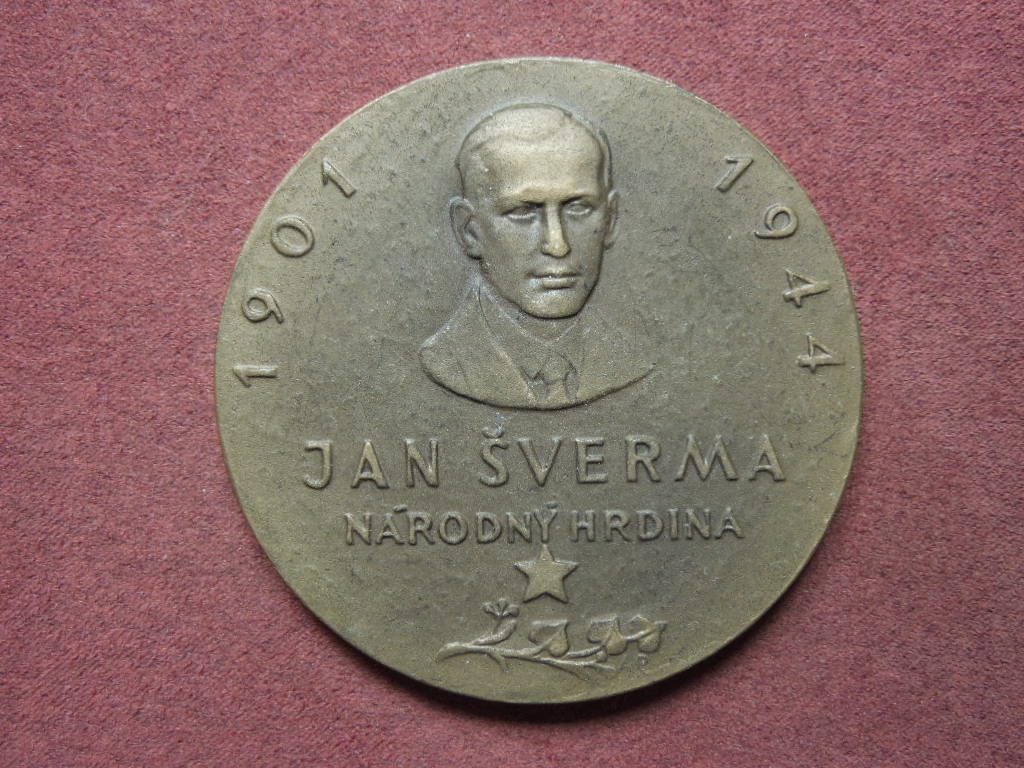 1901
1944
JAN ŠVERMA
NÁRODNÝ HRDINA